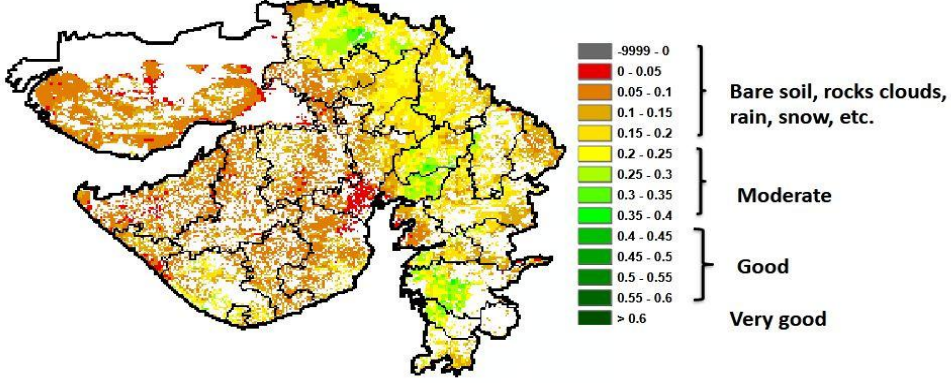 -9999 - 0
0 - 0.05
0.05 - 0.1
0.1 - 0.15
0.15 - 0.2
0.2 - 0.25
0.25 - 0.3
0.3 - 0.35
0.35 - 0.4
0.4 - 0.45
0.45 - 0.5
0.5 - 0.55
0.55 - 0.6
> 0.6
Bare soil, rocks clouds,
rain, snow, etc.
Moderate
Good
Very good